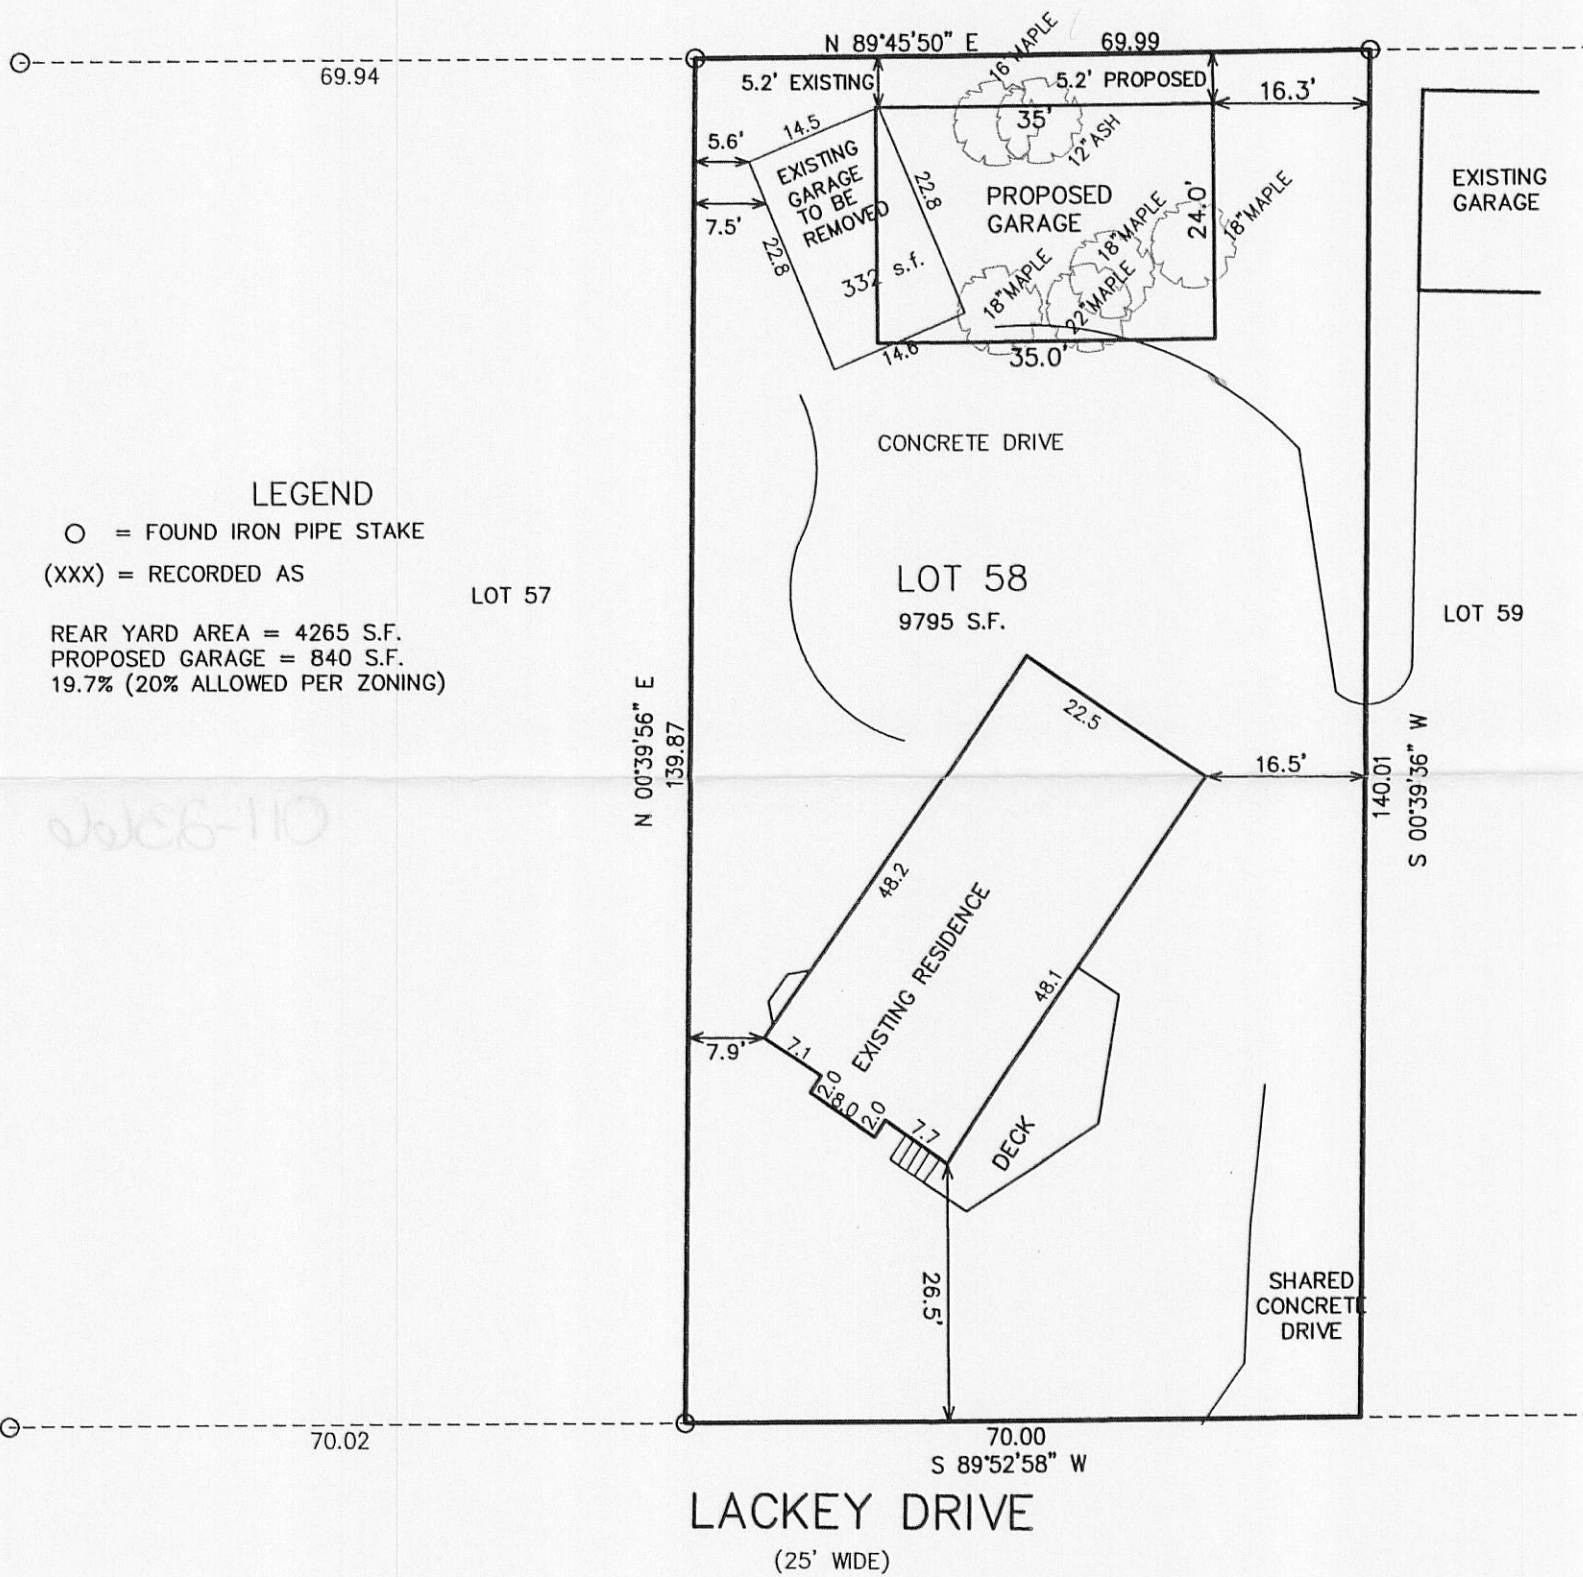 N 89°45'50" E
69.99
69.94
5.2' EXISTING
16"MAPLE
5.2' PROPOSED
16.3'
14.5
35'
12"ASH
5.6'
EXISTING
GARAGE
TO BE
REMOVED
22.8
PROPOSED
GARAGE
24.0'
18"MAPLE
18"MAPLE
EXISTING
GARAGE
7.5'
22.8
332 s.f.
18"MAPLE
22"MAPLE
14.6
35.0'
CONCRETE DRIVE
LEGEND
= FOUND IRON PIPE STAKE
(XXX) = RECORDED AS
LOT 57
LOT 58
9795 S.F.
LOT 59
REAR YARD AREA = 4265 S.F.
PROPOSED GARAGE = 840 S.F.
19.7% (20% ALLOWED PER ZONING)
N 00°39'56" E
139.87
22.5
16.5'
140.01
S 00°39'36" W
48.2
EXISTING RESIDENCE
48.1
7.9'
7.1
2.0
8.0
2.0
7.7
DECK
26.5'
SHARED
CONCRETE
DRIVE
70.02
70.00
S 89°52'58" W
LACKEY DRIVE
(25' WIDE)